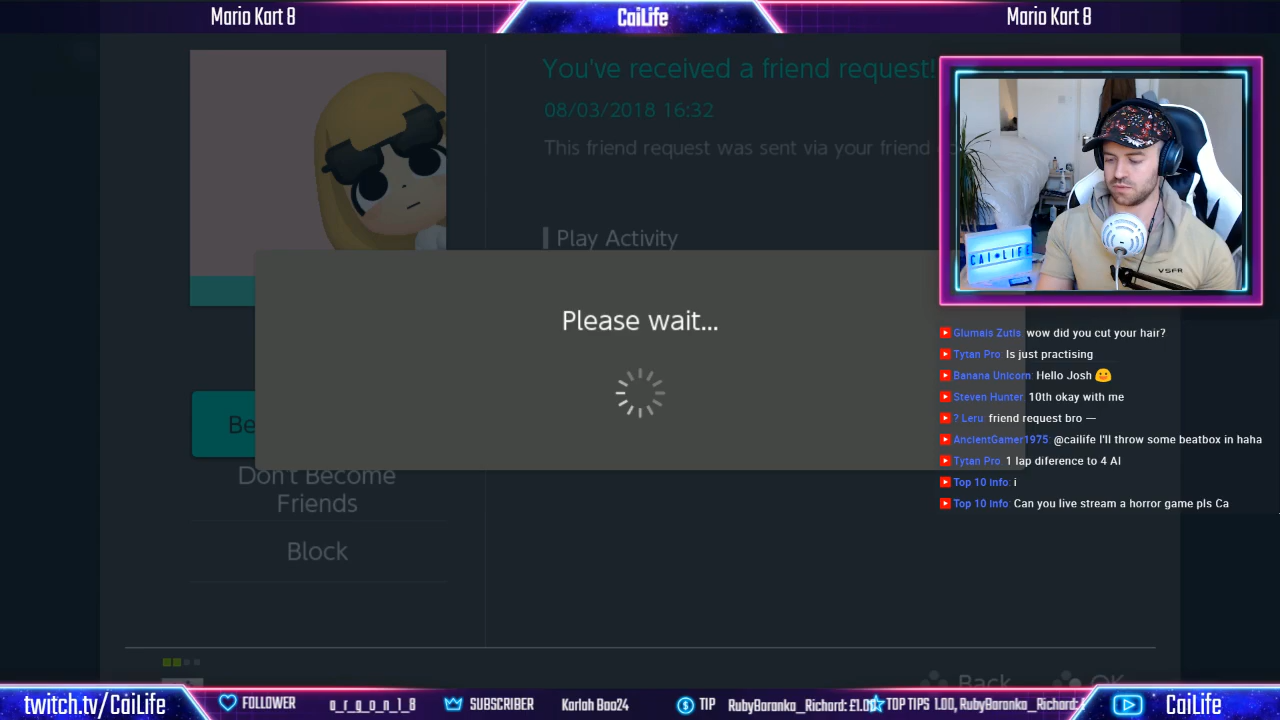 Mario Kart 8
CaiLife
Mario Kart 8
You've received a friend request!
08/03/2018 16:32
This friend request was sent via your friend
Play Activity
Please wait...
Be
Don't Become
Friends
Block
CAI LIFE
VSFR
Glumais Zutis: wow did you cut your hair?
Tytan Pro: Is just practising
Banana Unicorn: Hello Josh
Steven Hunter: 10th okay with me
? Leru: friend request bro —
AncientGamer1975: @cailife I'll throw some beatbox in haha
Tytan Pro: 1 lap diference to 4 AI
Top 10 info: i
Top 10 info: Can you live stream a horror game pls Ca
Back
OK
twitch.tv/CaiLife
FOLLOWER
SUBSCRIBER
Karlah Boo24
TIP
TOP TIPS
CaiLife